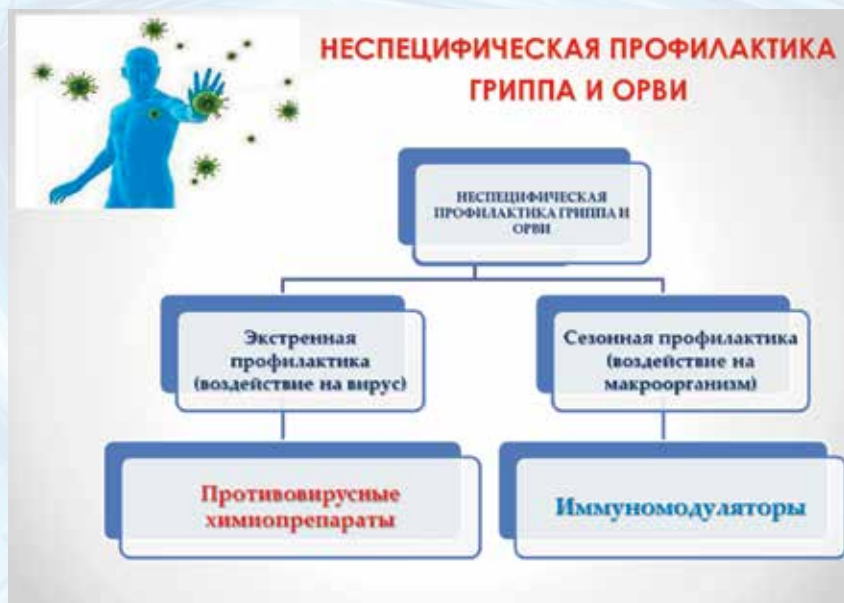 НЕСПЕЦИФИЧЕСКАЯ ПРОФИЛАКТИКА
ГРИППА И ОРВИ
НЕСПЕЦИФИЧЕСКАЯ
ПРОФИЛАКТИКА ГРИППА И
ОРВИ
Экстренная
профилактика
(воздействие на вирус)
Сезонная профилактика
(воздействие на
макроорганизм)
Противовирусные
химиопрепараты
Иммуномодуляторы